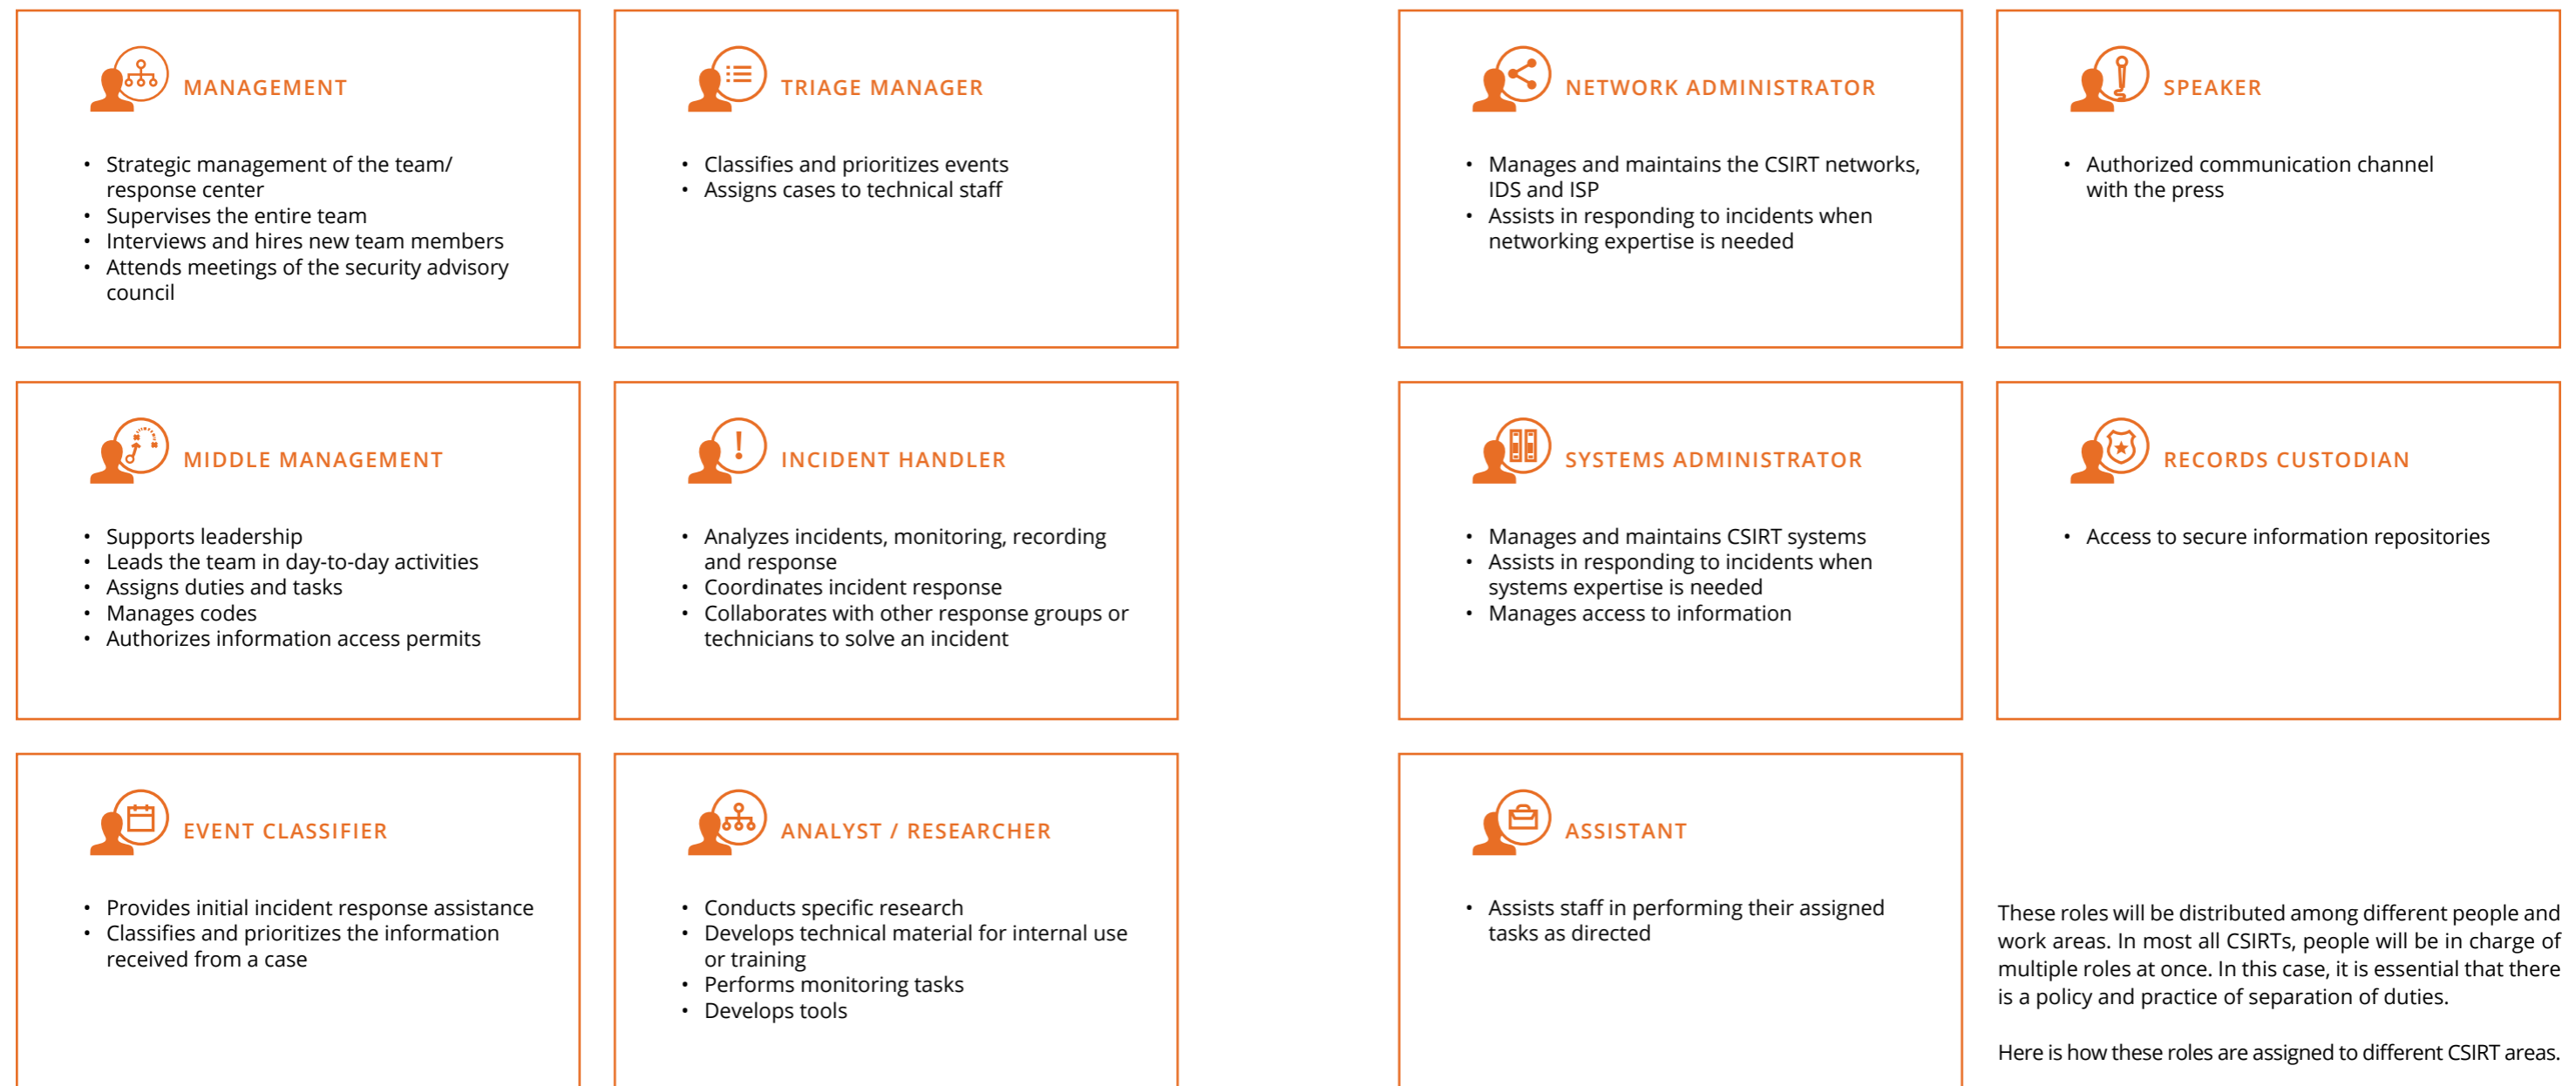 MANAGEMENT
• Strategic management of the team/
response center
• Supervises the entire team
• Interviews and hires new team members
• Attends meetings of the security advisory
council
TRIAGE MANAGER
• Classifies and prioritizes events
• Assigns cases to technical staff
NETWORK ADMINISTRATOR
• Manages and maintains the CSIRT networks,
IDS and ISP
• Assists in responding to incidents when
networking expertise is needed
SPEAKER
• Authorized communication channel
with the press
MIDDLE MANAGEMENT
• Supports leadership
• Leads the team in day-to-day activities
• Assigns duties and tasks
• Manages codes
• Authorizes information access permits
INCIDENT HANDLER
• Analyzes incidents, monitoring, recording
and response
• Coordinates incident response
• Collaborates with other response groups or
technicians to solve an incident
SYSTEMS ADMINISTRATOR
• Manages and maintains CSIRT systems
• Assists in responding to incidents when
systems expertise is needed
• Manages access to information
RECORDS CUSTODIAN
• Access to secure information repositories
EVENT CLASSIFIER
• Provides initial incident response assistance
• Classifies and prioritizes the information
received from a case
ANALYST / RESEARCHER
• Conducts specific research
• Develops technical material for internal use
or training
• Performs monitoring tasks
• Develops tools
ASSISTANT
• Assists staff in performing their assigned
tasks as directed
These roles will be distributed among different people and
work areas. In most all CSIRTs, people will be in charge of
multiple roles at once. In this case, it is essential that there
is a policy and practice of separation of duties.
Here is how these roles are assigned to different CSIRT areas.